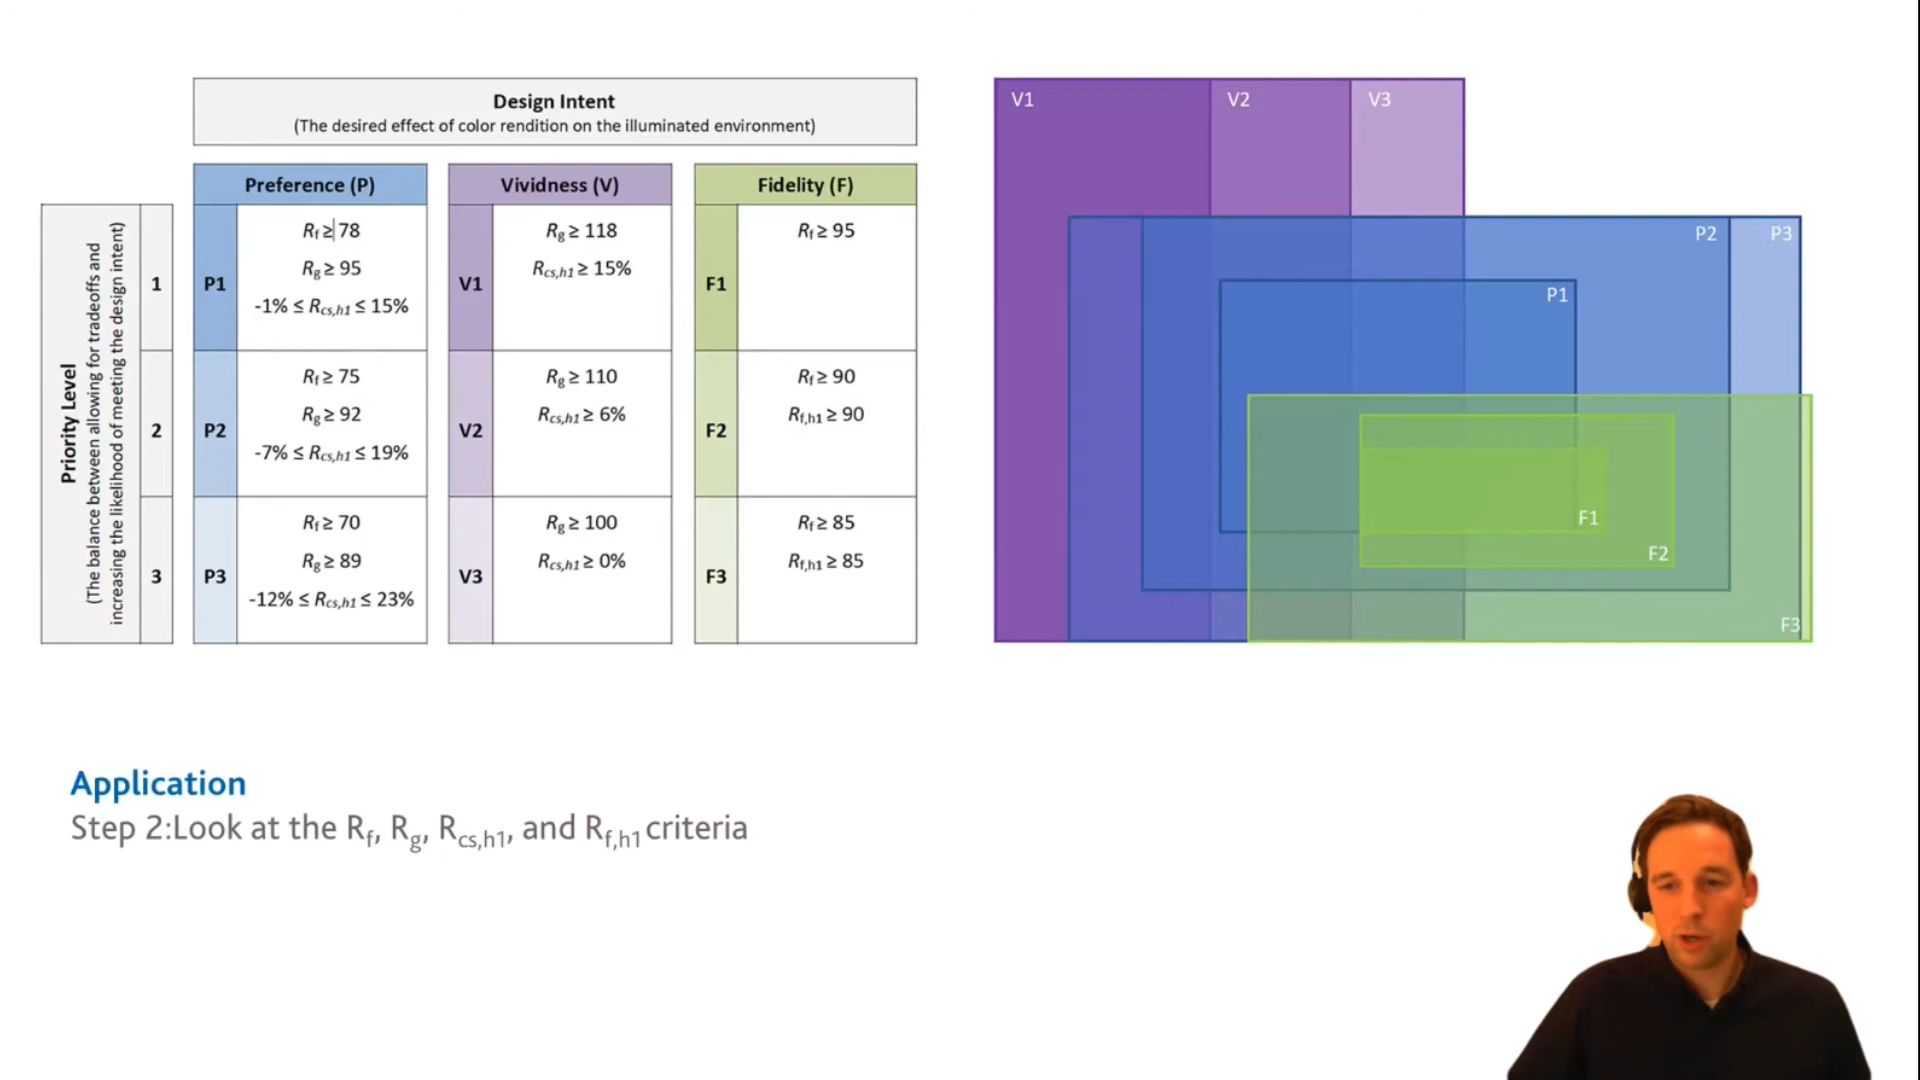 Design Intent
(The desired effect of color rendition on the illuminated environment)
Preference (P)
Vividness (V)
Fidelity (F)
Priority Level
(The balance between allowing for tradeoffs and
increasing the likelihood of meeting the design intent)
1
P1
Rf ≥ 78
Rg ≥ 95
-1% ≤ Rcs,h1 ≤ 15%
V1
Rg ≥ 118
Rcs,h1 ≥ 15%
F1
Rf ≥ 95
2
P2
Rf ≥ 75
Rg ≥ 92
-7% ≤ Rcs,h1 ≤ 19%
V2
Rg ≥ 110
Rcs,h1 ≥ 6%
F2
Rf ≥ 90
Rf,h1 ≥ 90
3
P3
Rf ≥ 70
Rg ≥ 89
-12% ≤ Rcs,h1 ≤ 23%
V3
Rg ≥ 100
Rcs,h1 ≥ 0%
F3
Rf ≥ 85
Rf,h1 ≥ 85
V1
V2
V3
P2
P3
P1
F1
F2
F3
Application
Step 2:Look at the Rf, Rg, Rcs,h1, and Rf,h1 criteria